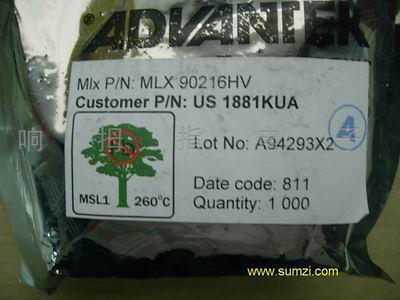 ADVANTEK
Mlx P/N: MLX 90216HV
Customer P/N: US 1881KUA
Lot No: A94293X2
A
MSL1 260°C
Date code: 811
Quantity: 1 000
www.sumzi.com